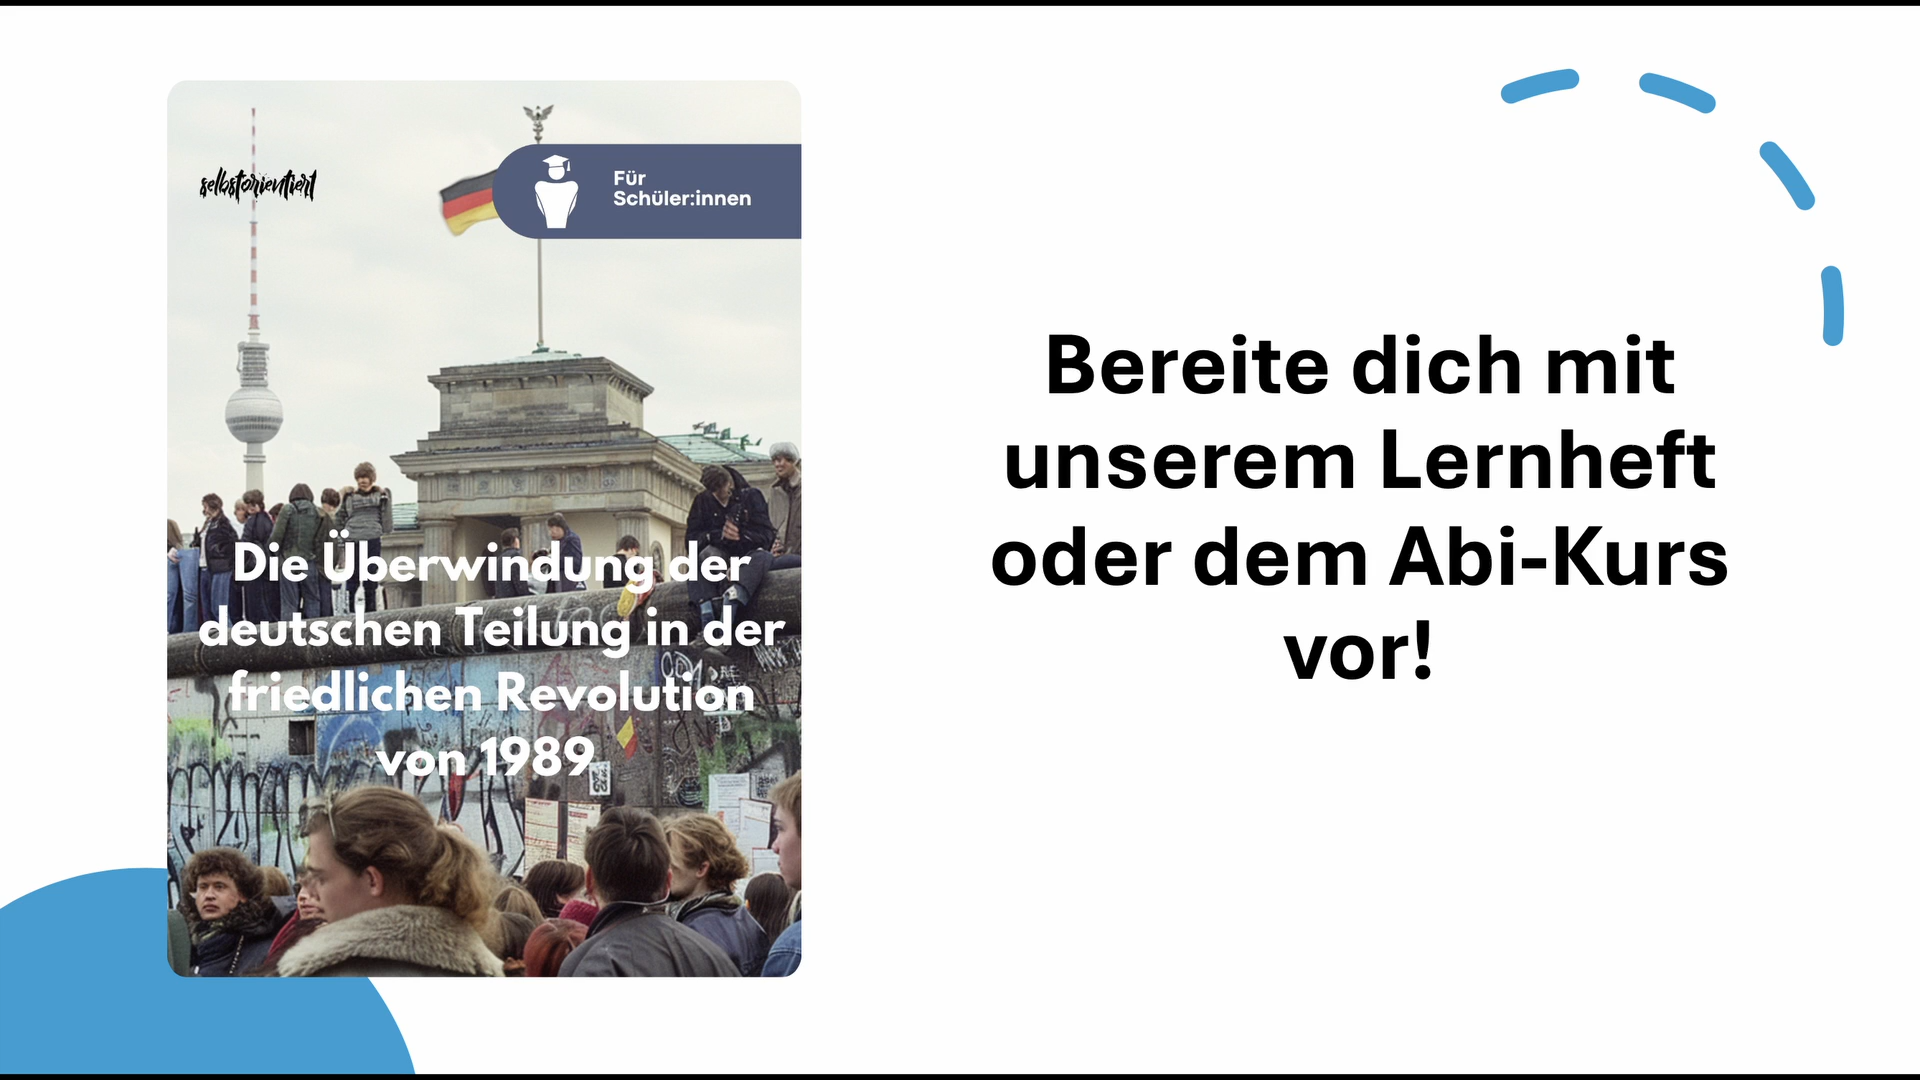 selbstorientiert
Für
Schüler:innen
Die Überwindung der
deutschen Teilung in der
friedlichen Revolution
von 1989
Bereite dich mit
unserem Lernheft
oder dem Abi-Kurs
vor!